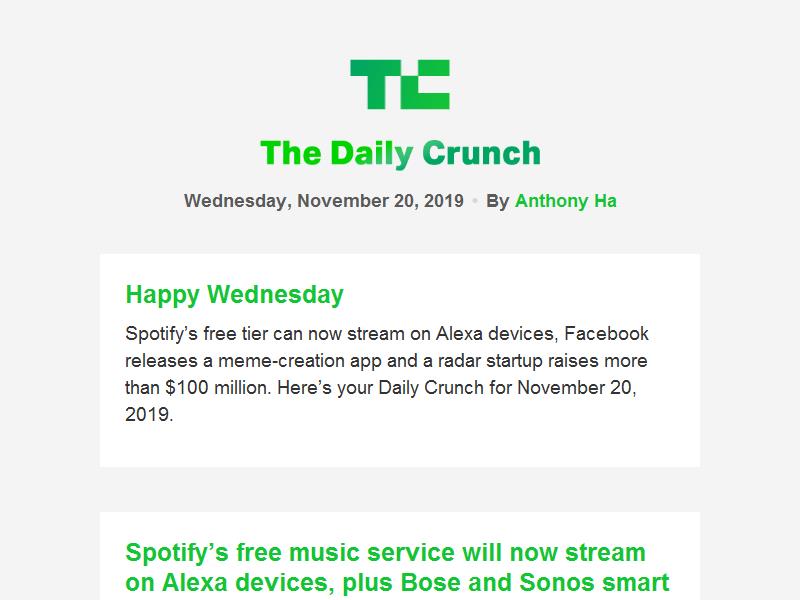 TC
The Daily Crunch
Wednesday, November 20, 2019 • By Anthony Ha
Happy Wednesday
Spotify’s free tier can now stream on Alexa devices, Facebook
releases a meme-creation app and a radar startup raises more
than $100 million. Here’s your Daily Crunch for November 20,
2019.
Spotify’s free music service will now stream
on Alexa devices, plus Bose and Sonos smart